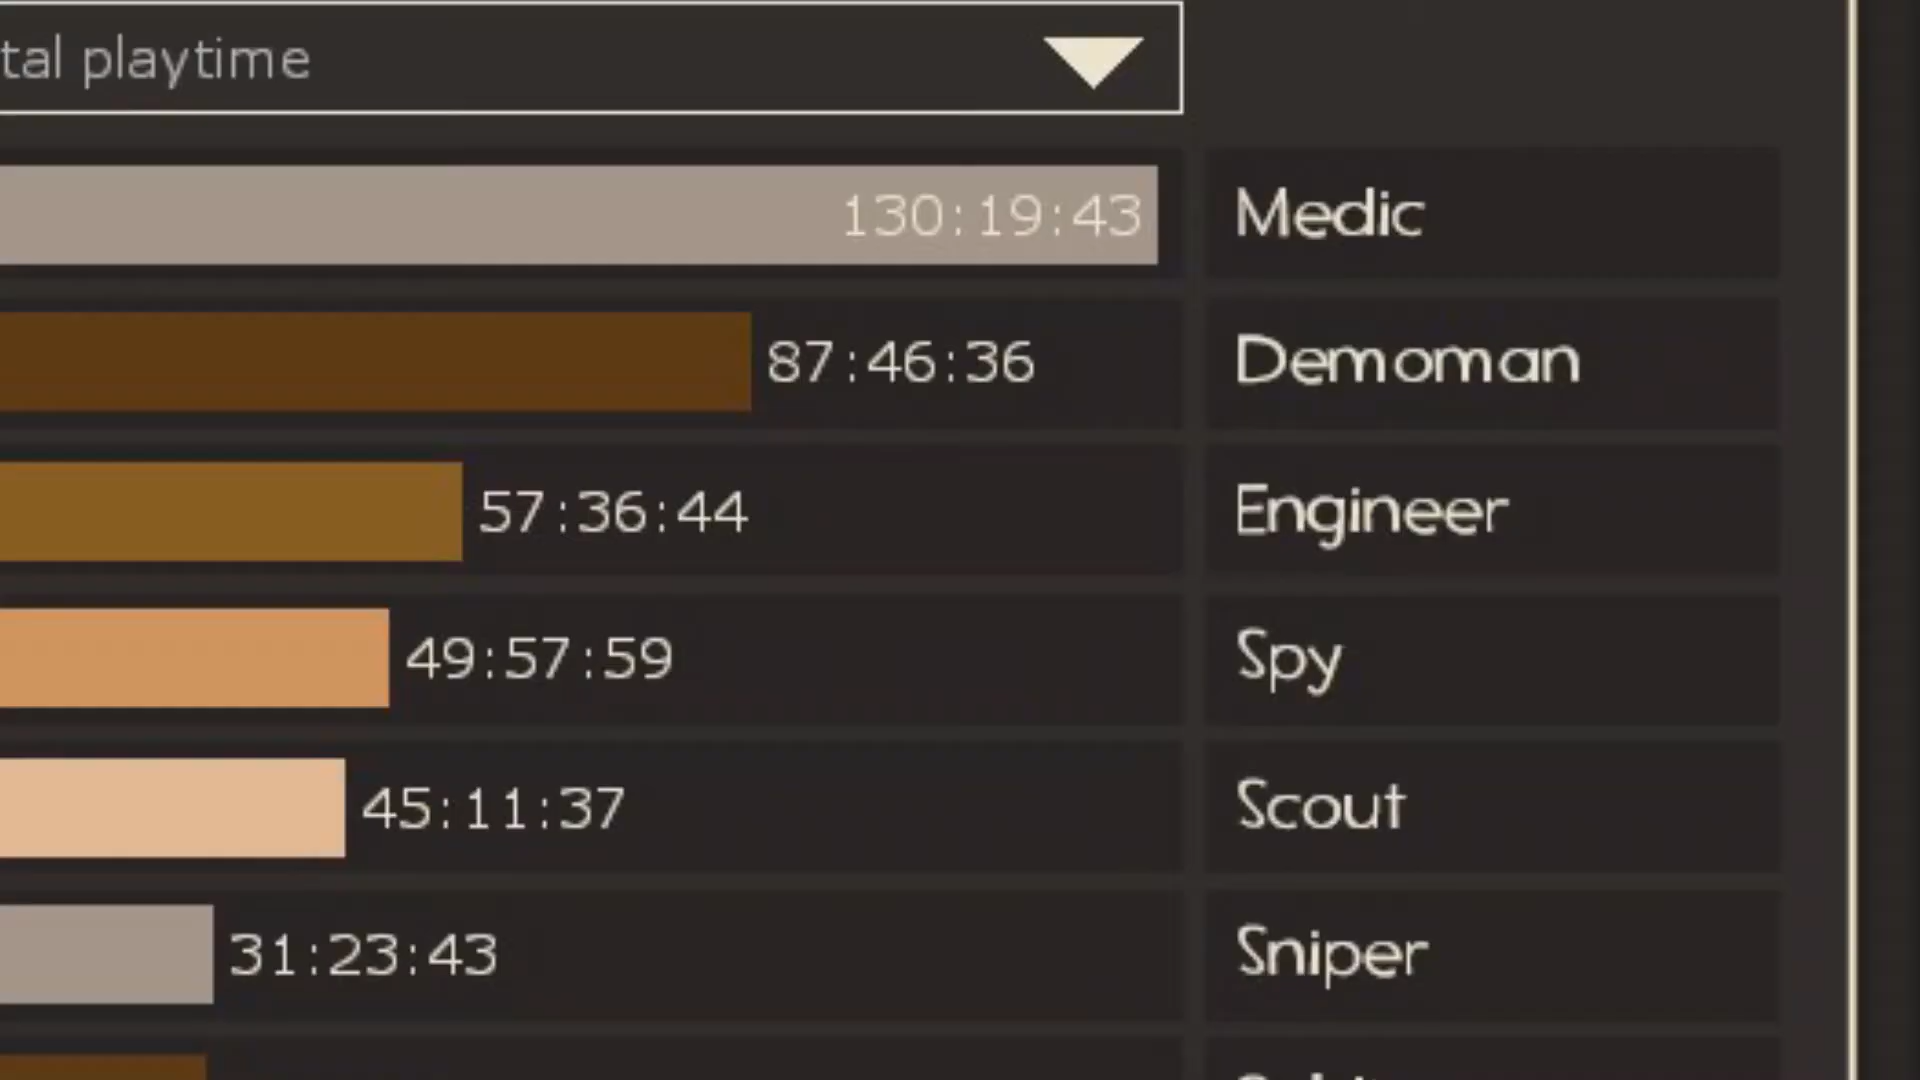 tal playtime
130:19:43 Medic
87:46:36 Demoman
57:36:44 Engineer
49:57:59 Spy
45:11:37 Scout
31:23:43 Sniper